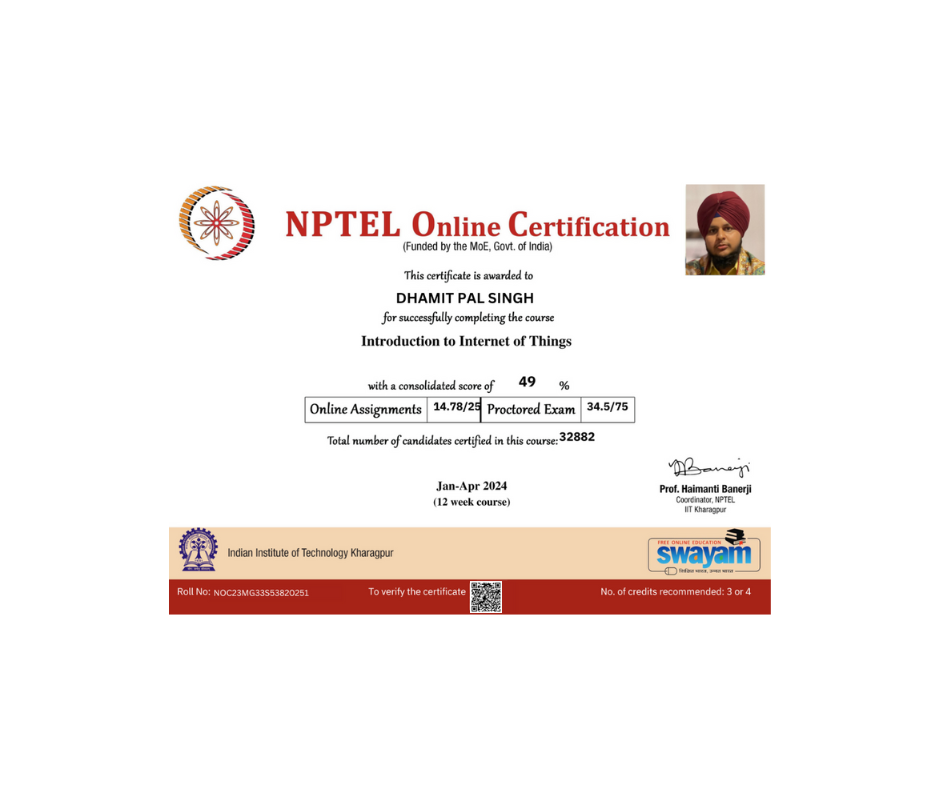 NPTEL Online Certification
(Funded by the MoE, Govt. of India)
This certificate is awarded to
DHAMIT PAL SINGH
for successfully completing the course
Introduction to Internet of Things
with a consolidated score of 49 %
Online Assignments 14.78/25 Proctored Exam 34.5/75
Total number of candidates certified in this course: 32882
Jan-Apr 2024
(12 week course)
Prof. Haimanti Banerji
Coordinator, NPTEL
IIT Kharagpur
Indian Institute of Technology Kharagpur
FREE ONLINE EDUCATION
swayam
शिक्षित भारत, उन्नत भारत
Roll No: NOC23MG33S53820251
To verify the certificate
No. of credits recommended: 3 or 4